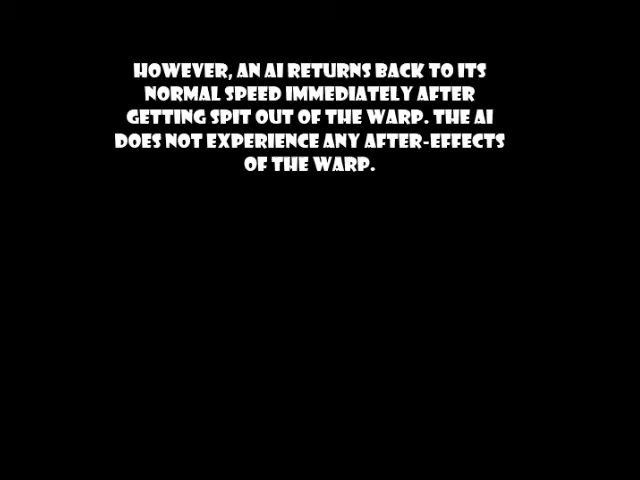 HOWEVER, AN AI RETURNS BACK TO ITS
NORMAL SPEED IMMEDIATELY AFTER
GETTING SPIT OUT OF THE WARP. THE AI
DOES NOT EXPERIENCE ANY AFTER-EFFECTS
OF THE WARP.